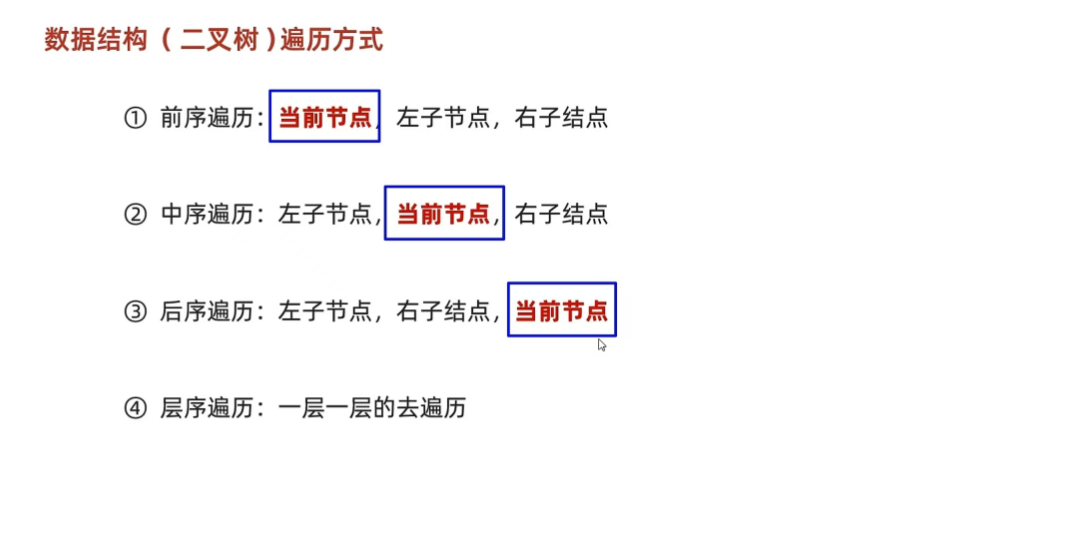 数据结构（二叉树）遍历方式
① 前序遍历：当前节点，左子节点，右子结点
② 中序遍历：左子节点，当前节点，右子结点
③ 后序遍历：左子节点，右子结点，当前节点
④ 层序遍历：一层一层的去遍历